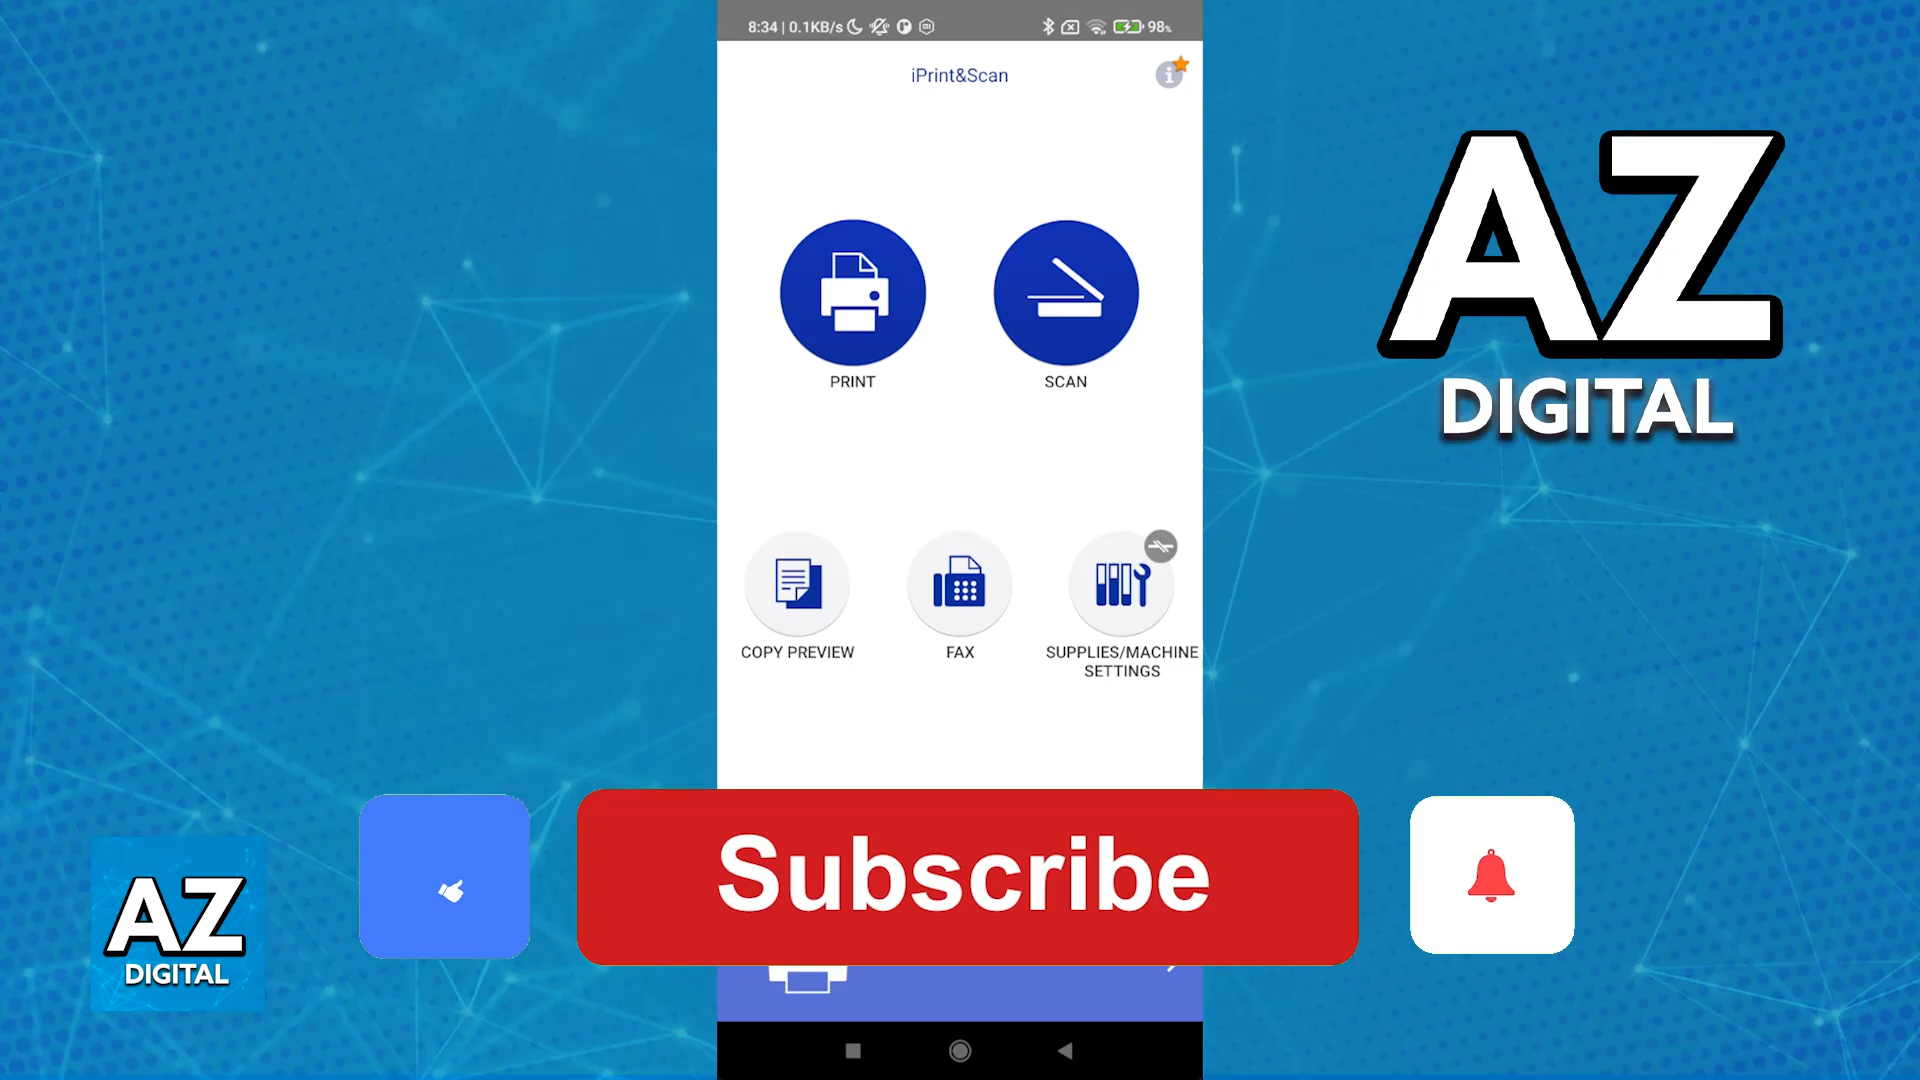 8:34 | 0.1KB/s
98%
iPrint&Scan
PRINT
SCAN
COPY PREVIEW
FAX
SUPPLIES/MACHINE
SETTINGS
AZ
DIGITAL
Subscribe
AZ
DIGITAL